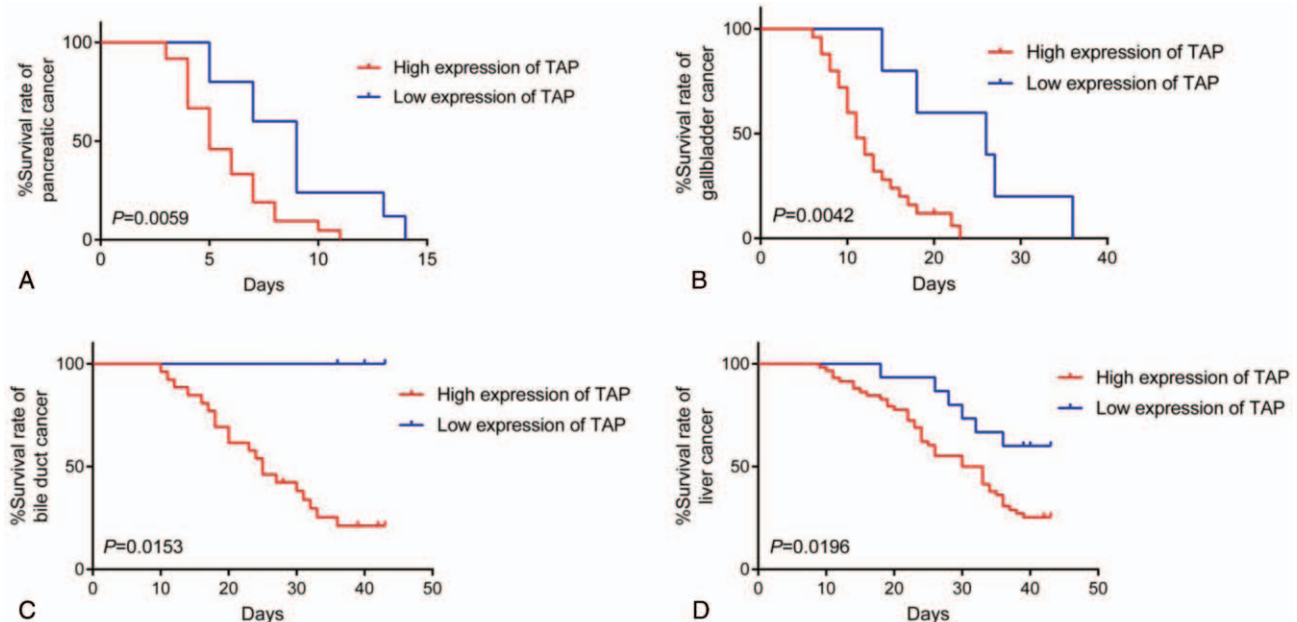 100
50
0
%Survival rate of
pancreatic cancer
High expression of TAP
Low expression of TAP
P=0.0059
0 5 10 15
Days
A
100
50
0
%Survival rate of
gallbladder cancer
High expression of TAP
Low expression of TAP
P=0.0042
0 10 20 30 40
Days
B
100
50
0
%Survival rate of
bile duct cancer
High expression of TAP
Low expression of TAP
P=0.0153
0 10 20 30 40 50
Days
C
100
50
0
%Survival rate of
liver cancer
High expression of TAP
Low expression of TAP
P=0.0196
0 10 20 30 40 50
Days
D